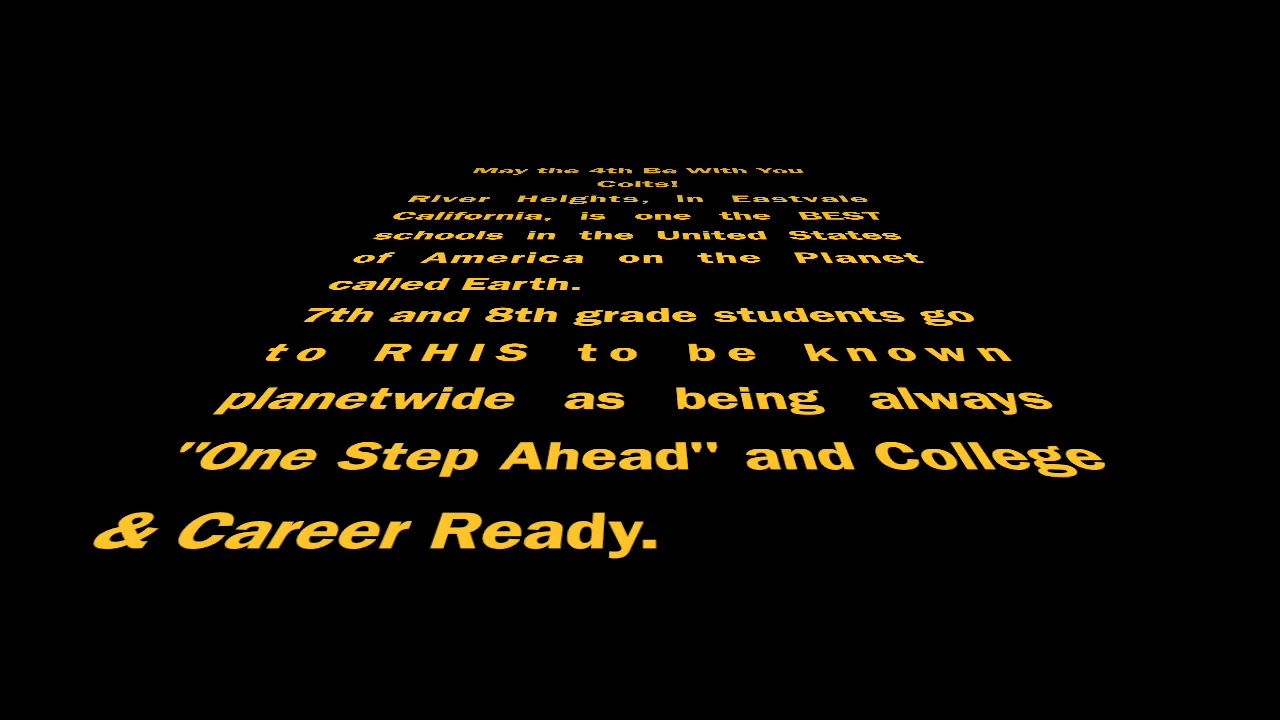 May the 4th Be With You
Colts!
River Heights, in Eastvale
California, is one the BEST
schools in the United States
of America on the Planet
called Earth.
7th and 8th grade students go
to RHIS to be known
planetwide as being always
"One Step Ahead" and College
& Career Ready.